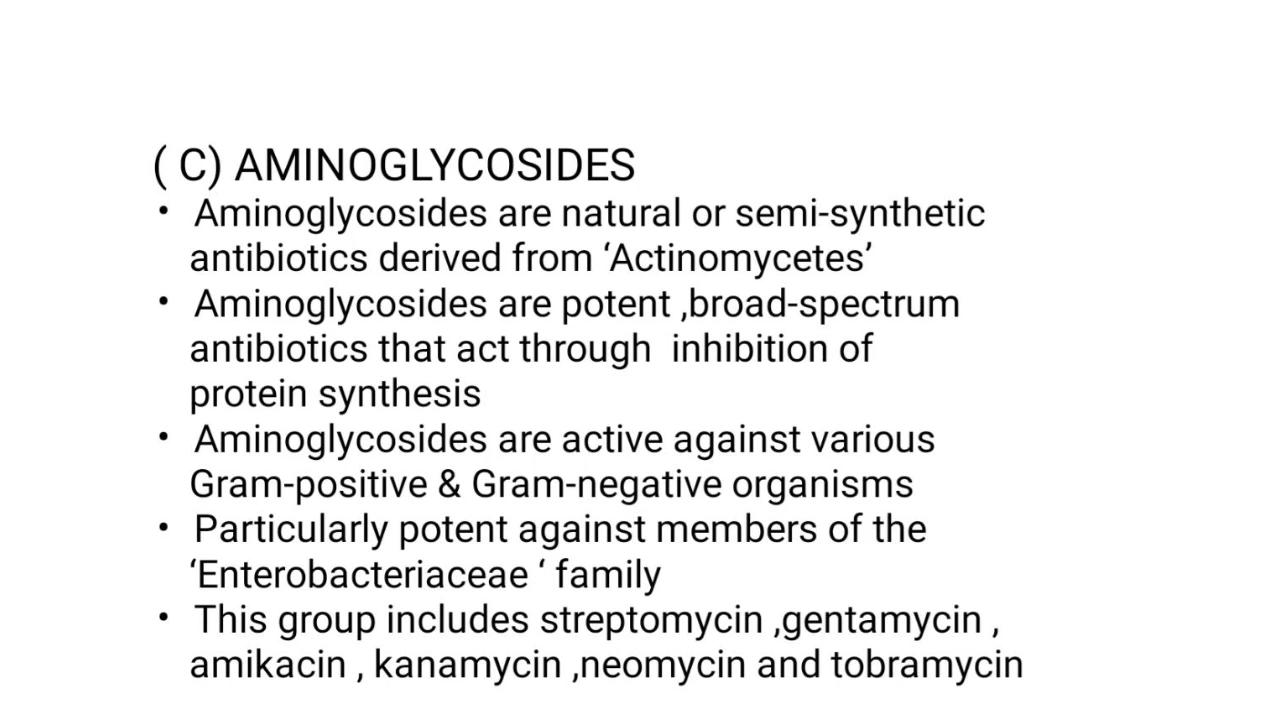 ( C) AMINOGLYCOSIDES
• Aminoglycosides are natural or semi-synthetic
antibiotics derived from ‘Actinomycetes’
• Aminoglycosides are potent ,broad-spectrum
antibiotics that act through  inhibition of
protein synthesis
• Aminoglycosides are active against various
Gram-positive & Gram-negative organisms
• Particularly potent against members of the
‘Enterobacteriaceae ‘ family
• This group includes streptomycin ,gentamycin ,
amikacin , kanamycin ,neomycin and tobramycin